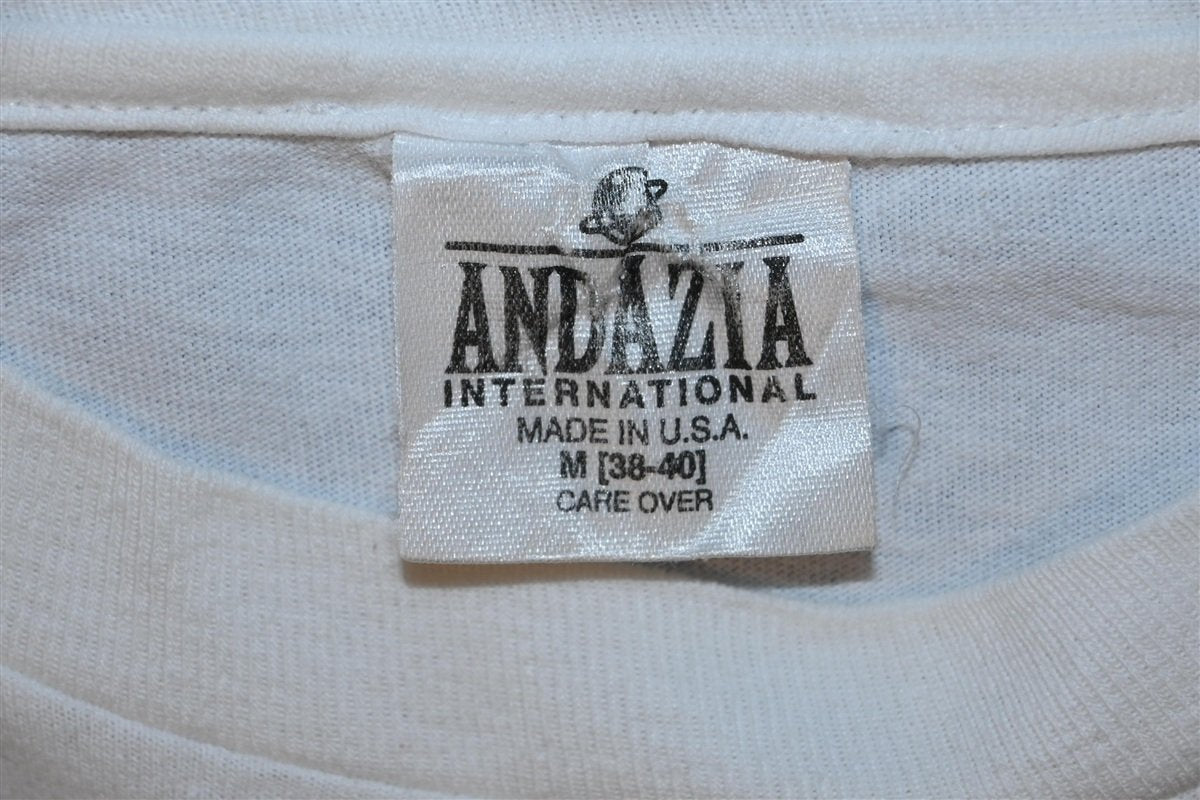 ANDAZIA
INTERNATIONAL
MADE IN U.S.A.
M [38-40]
CARE OVER